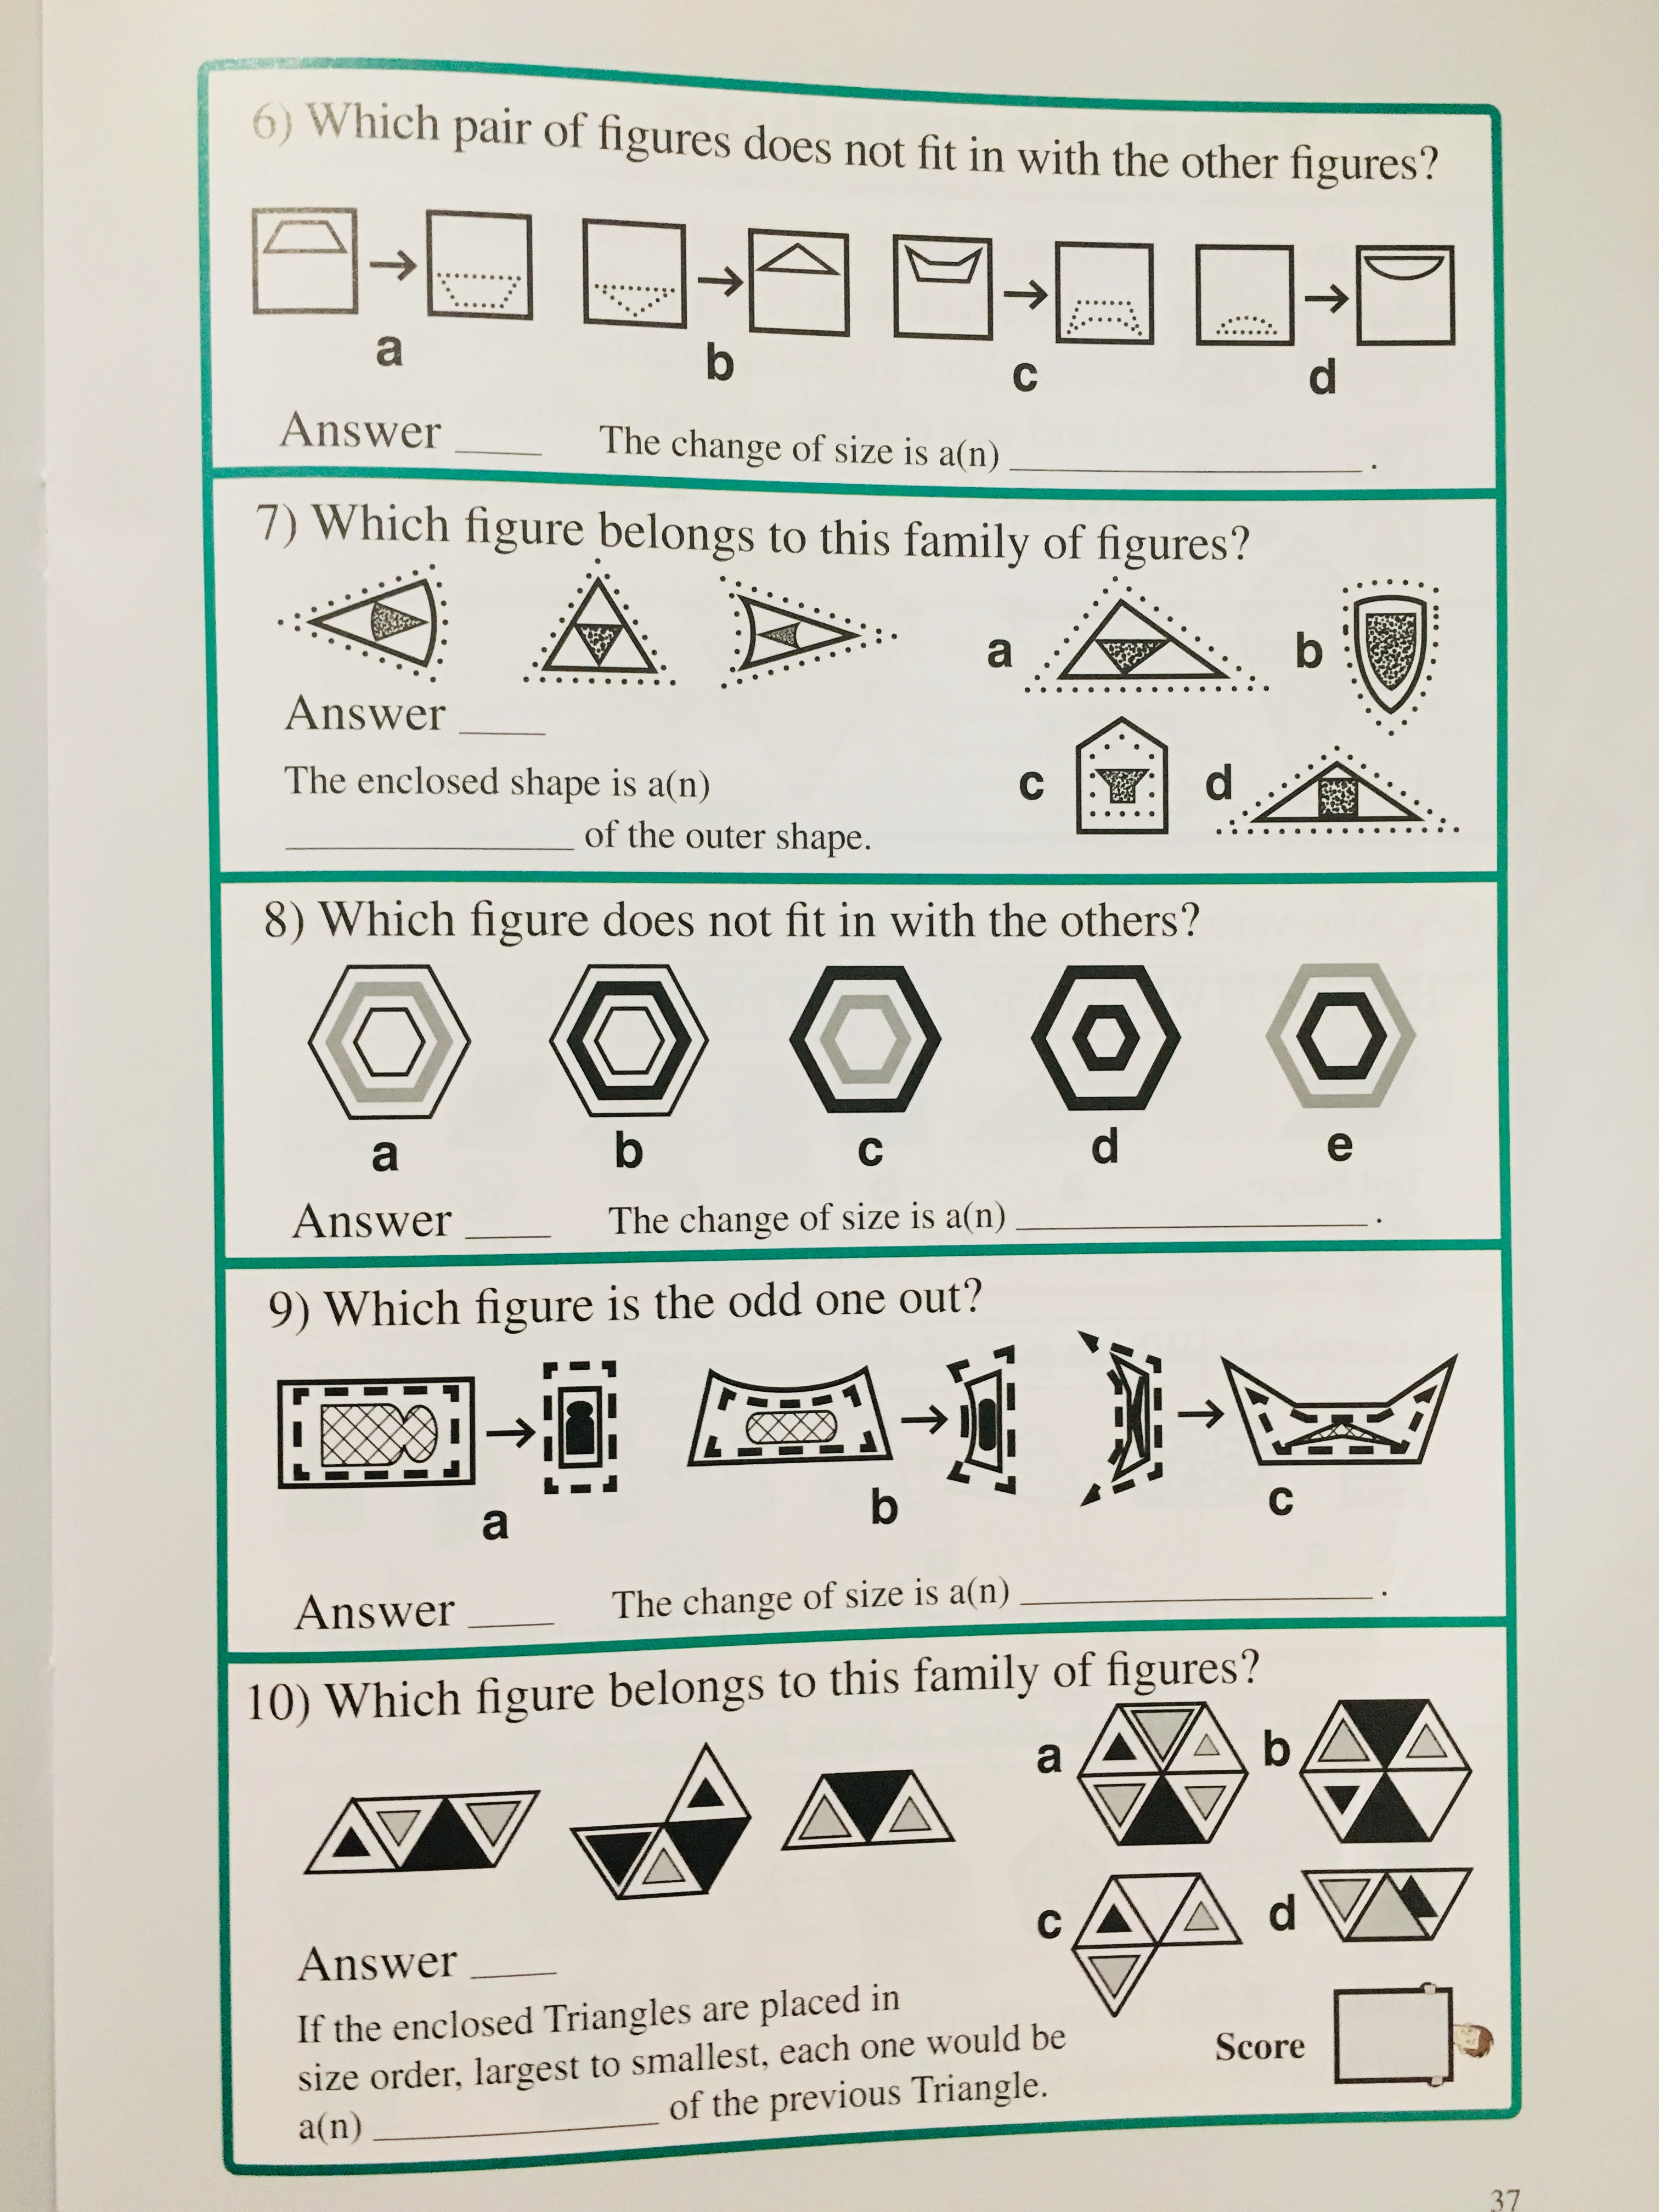 6) Which pair of figures does not fit in with the other figures?
a b c d
Answer ____ The change of size is a(n) ________________ .
7) Which figure belongs to this family of figures?
a b
Answer ____
The enclosed shape is a(n)
c d
______________ of the outer shape.
8) Which figure does not fit in with the others?
a b c d e
Answer ____ The change of size is a(n) ________________ .
9) Which figure is the odd one out?
a b c
Answer ____ The change of size is a(n) ________________ .
10) Which figure belongs to this family of figures?
a b
c d
Answer ____
If the enclosed Triangles are placed in
size order, largest to smallest, each one would be
a(n) ______________ of the previous Triangle.
Score
37